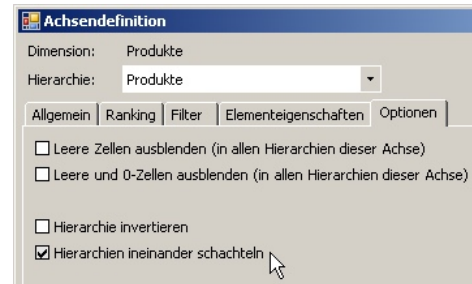 Achsendefinition
Dimension: Produkte
Hierarchie: Produkte
Allgemein Ranking Filter Elementeigenschaften Optionen
Leere Zellen ausblenden (in allen Hierarchien dieser Achse)
Leere und 0-Zellen ausblenden (in allen Hierarchien dieser Achse)
Hierarchie invertieren
Hierarchien ineinander schachteln